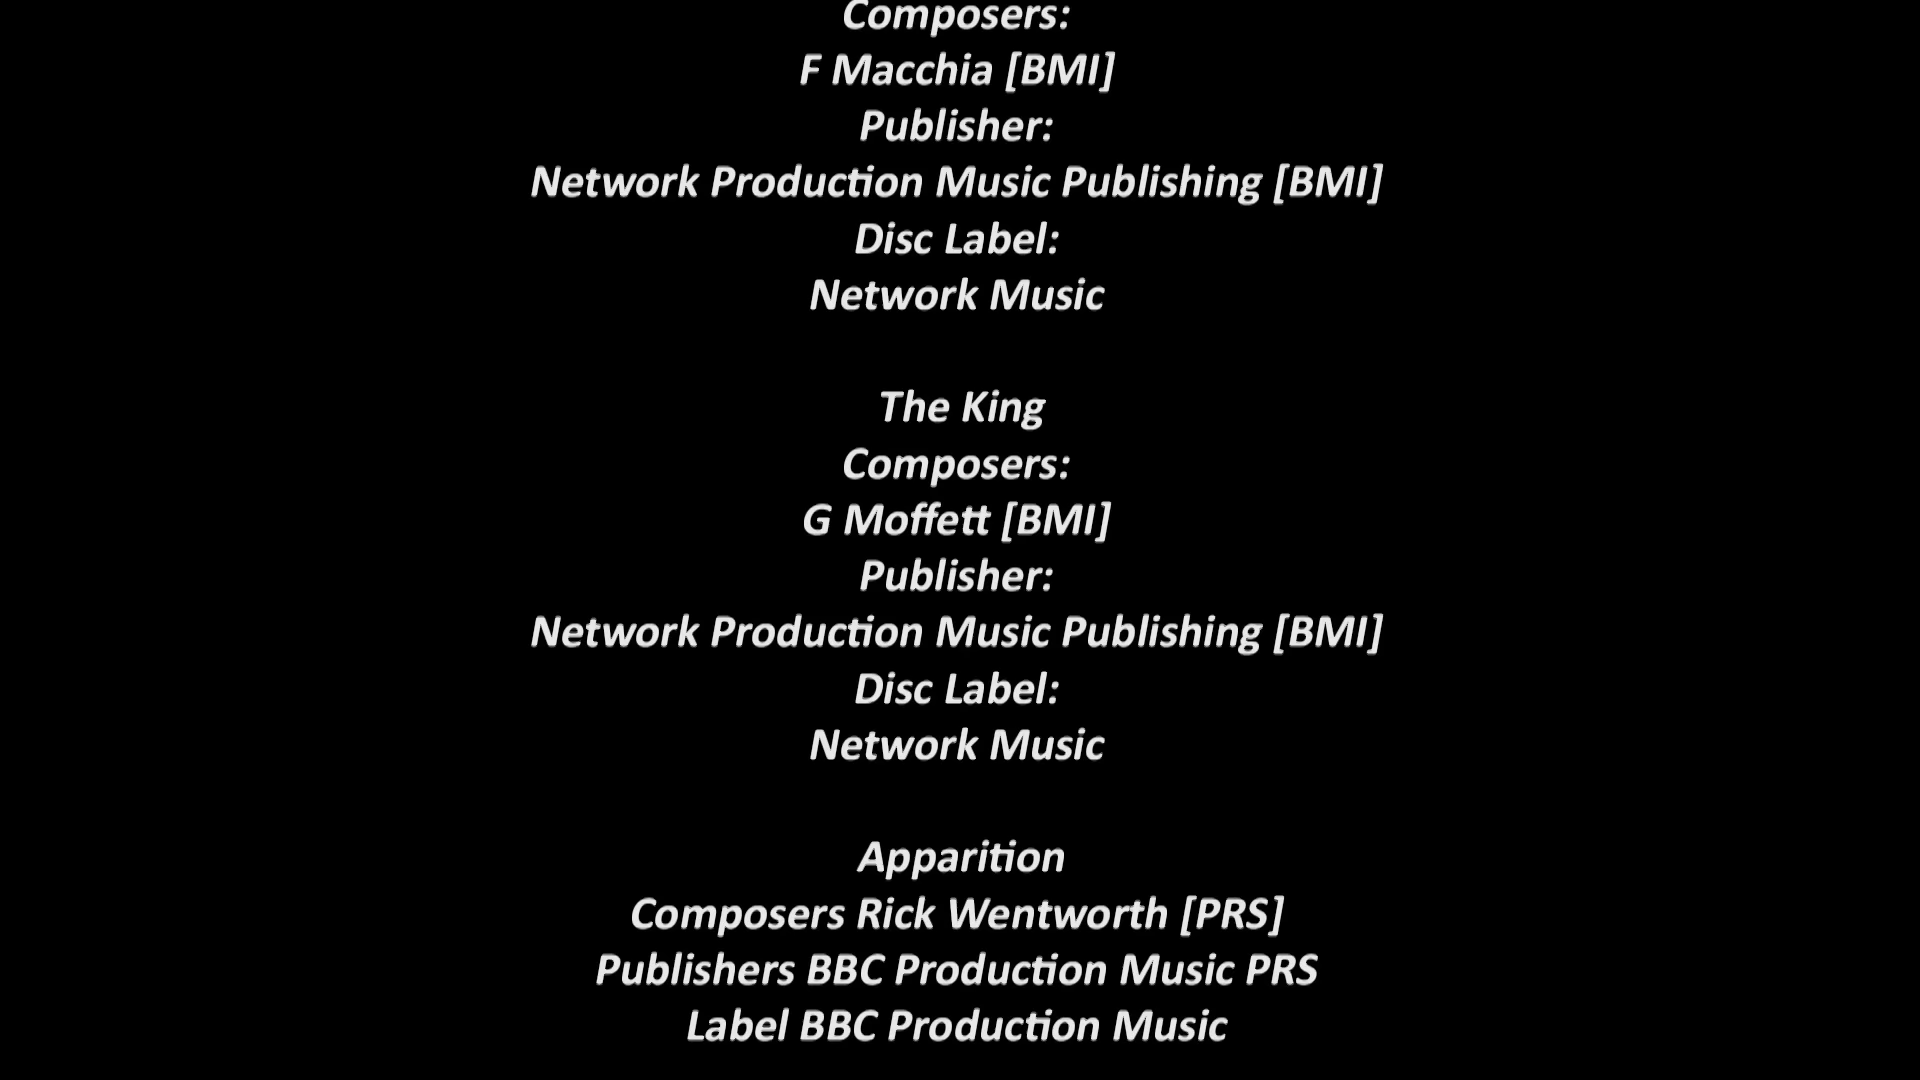 Composers:
F Macchia [BMI]
Publisher:
Network Production Music Publishing [BMI]
Disc Label:
Network Music
The King
Composers:
G Moffett [BMI]
Publisher:
Network Production Music Publishing [BMI]
Disc Label:
Network Music
Apparition
Composers Rick Wentworth [PRS]
Publishers BBC Production Music PRS
Label BBC Production Music